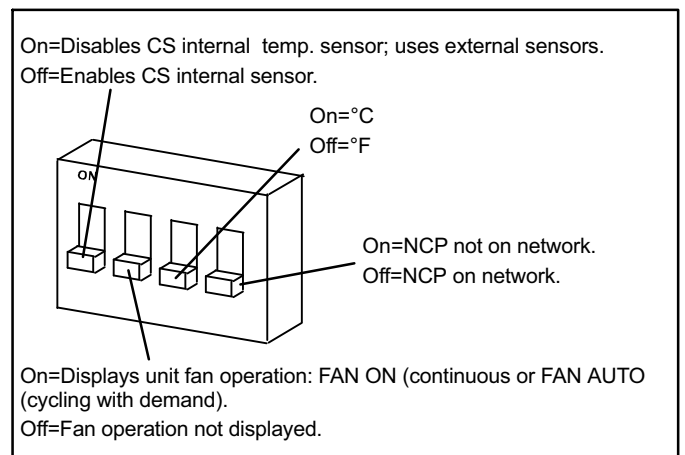 On=Disables CS internal temp. sensor; uses external sensors.
Off=Enables CS internal sensor.
On=°C
Off=°F
ON
On=NCP not on network.
Off=NCP on network.
On=Displays unit fan operation: FAN ON (continuous or FAN AUTO
(cycling with demand).
Off=Fan operation not displayed.